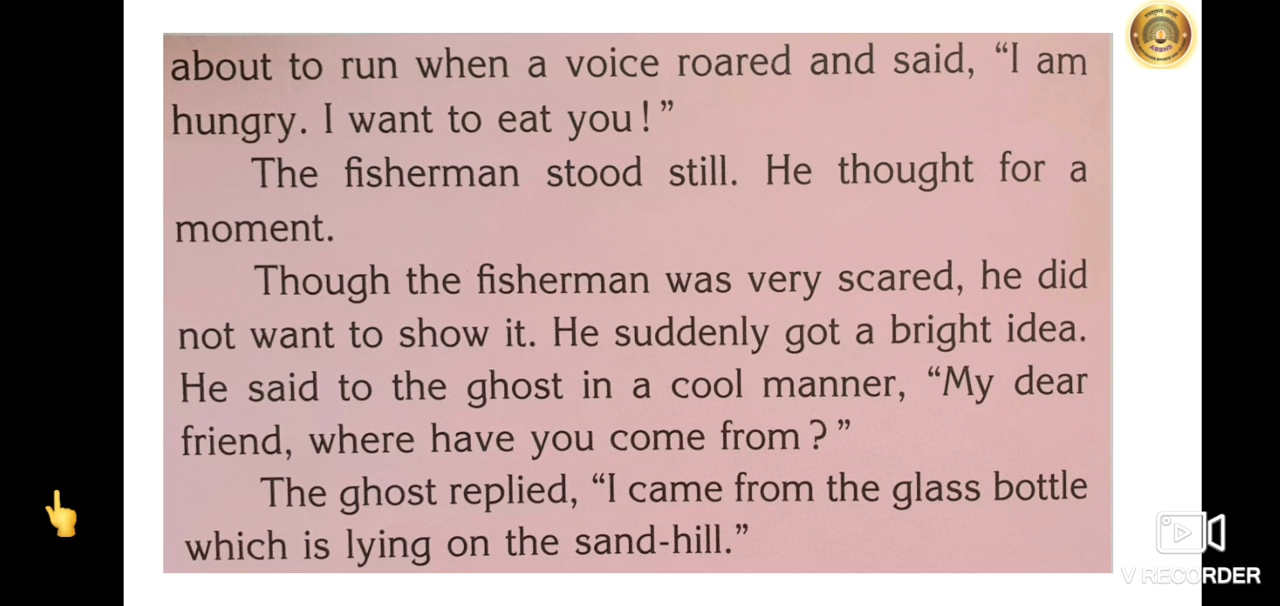 about to run when a voice roared and said, “I am
hungry. I want to eat you!”
The fisherman stood still. He thought for a
moment.
Though the fisherman was very scared, he did
not want to show it. He suddenly got a bright idea.
He said to the ghost in a cool manner, “My dear
friend, where have you come from?”
The ghost replied, “I came from the glass bottle
which is lying on the sand-hill.”
V RECORDER